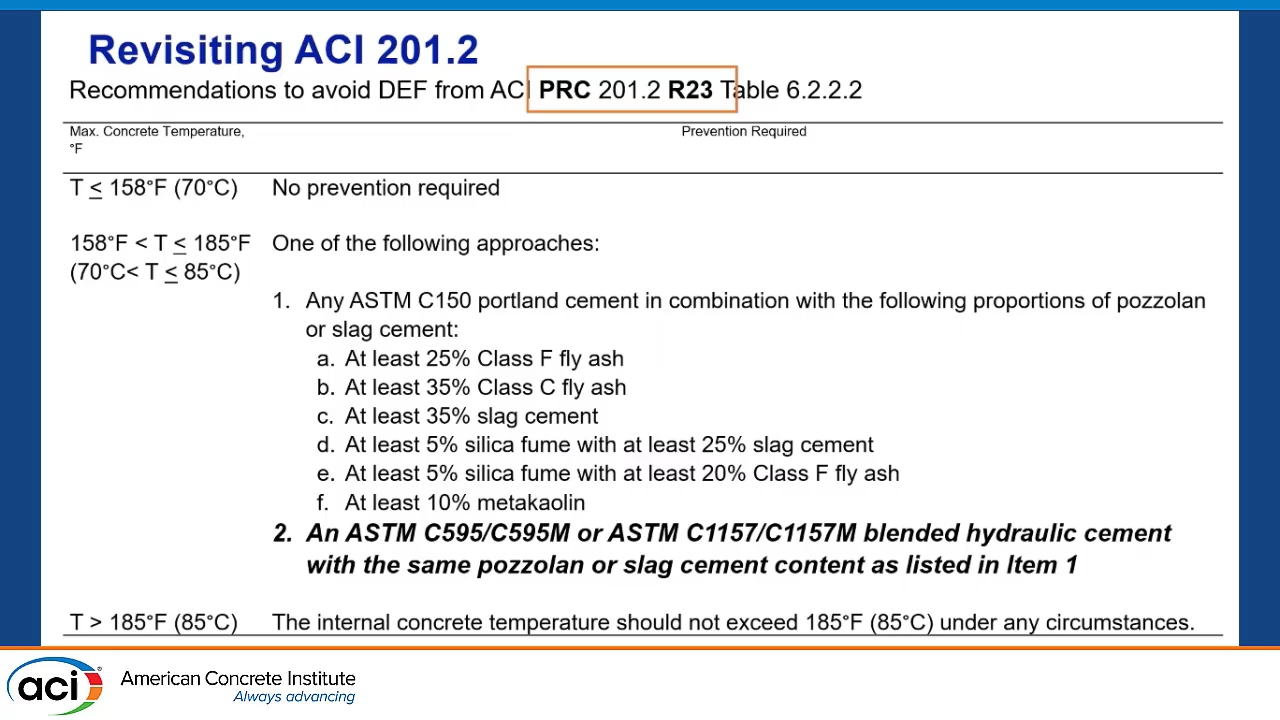 Revisiting ACI 201.2
Recommendations to avoid DEF from ACI PRC 201.2 R23 Table 6.2.2.2
Max. Concrete Temperature, °F
Prevention Required
T ≤ 158°F (70°C) No prevention required
158°F < T ≤ 185°F One of the following approaches:
(70°C< T ≤ 85°C)
1. Any ASTM C150 portland cement in combination with the following proportions of pozzolan
or slag cement:
a. At least 25% Class F fly ash
b. At least 35% Class C fly ash
c. At least 35% slag cement
d. At least 5% silica fume with at least 25% slag cement
e. At least 5% silica fume with at least 20% Class F fly ash
f. At least 10% metakaolin
2. An ASTM C595/C595M or ASTM C1157/C1157M blended hydraulic cement
with the same pozzolan or slag cement content as listed in Item 1
T > 185°F (85°C) The internal concrete temperature should not exceed 185°F (85°C) under any circumstances.
aci® American Concrete Institute
Always advancing